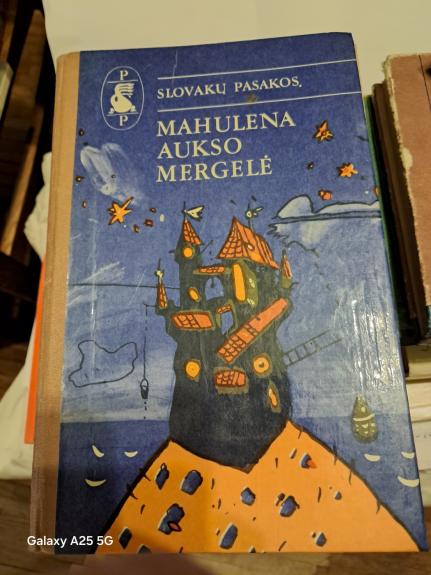 P
P
SLOVAKŲ PASAKOS
MAHULENA
AUKSO
MERGELĖ
Galaxy A25 5G